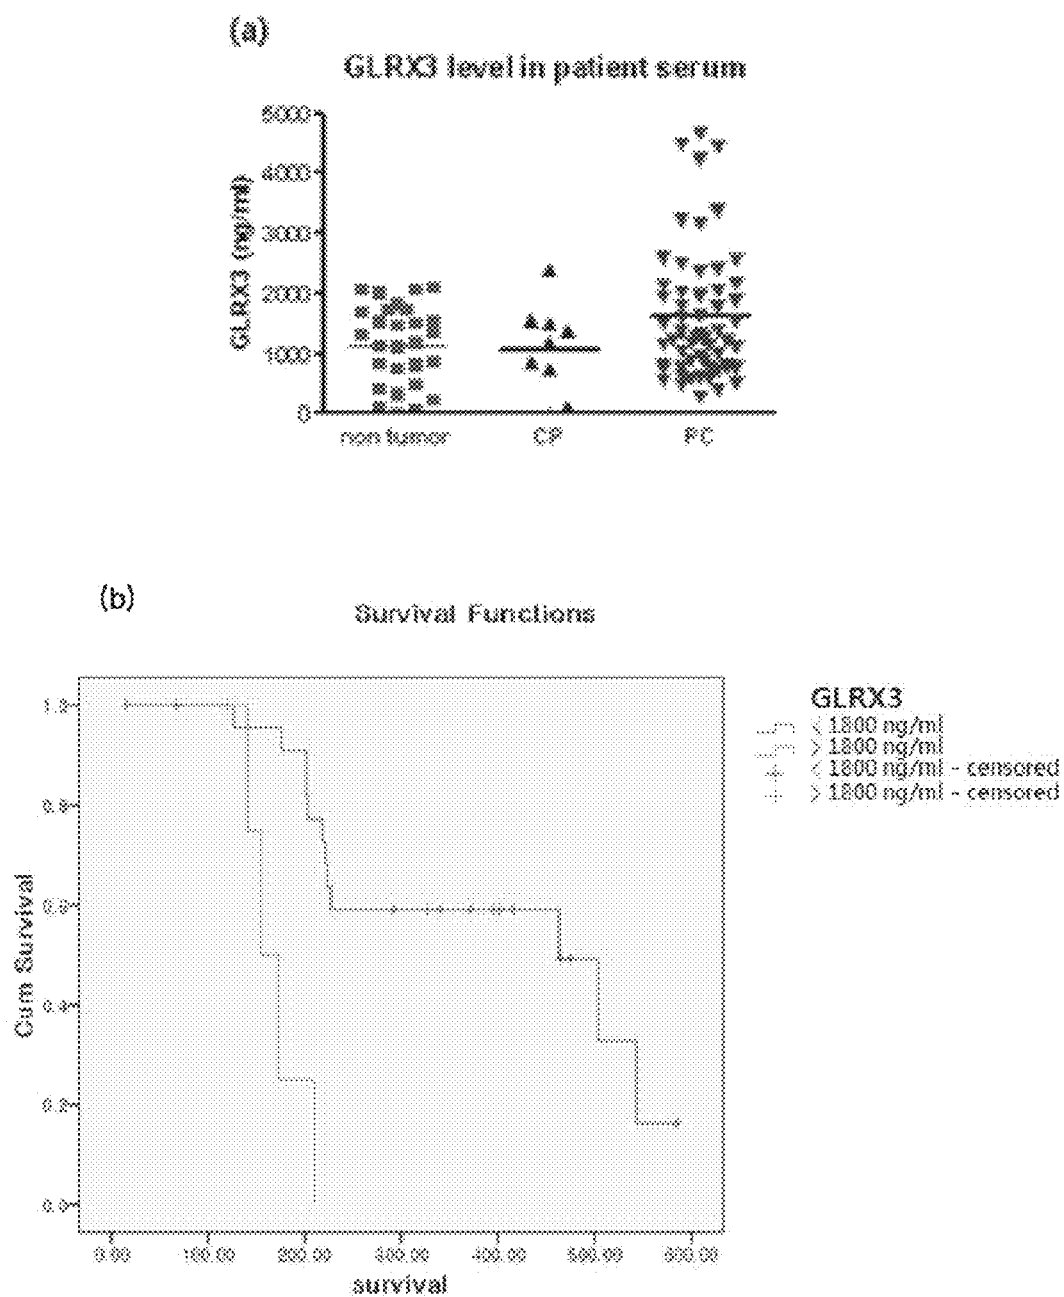 (a)
GLRX3 level in patient serum
GLRX3 (ng/ml)
5000
4000
3000
2000
1000
0
non tumor CP PC
(b)
Survival Functions
GLRX3
< 1800 ng/ml
> 1800 ng/ml
< 1800 ng/ml - censored
> 1800 ng/ml - censored
Cum Survival
1.0
0.8
0.6
0.4
0.2
0.0
0.00 100.00 200.00 300.00 400.00 500.00 600.00
survival